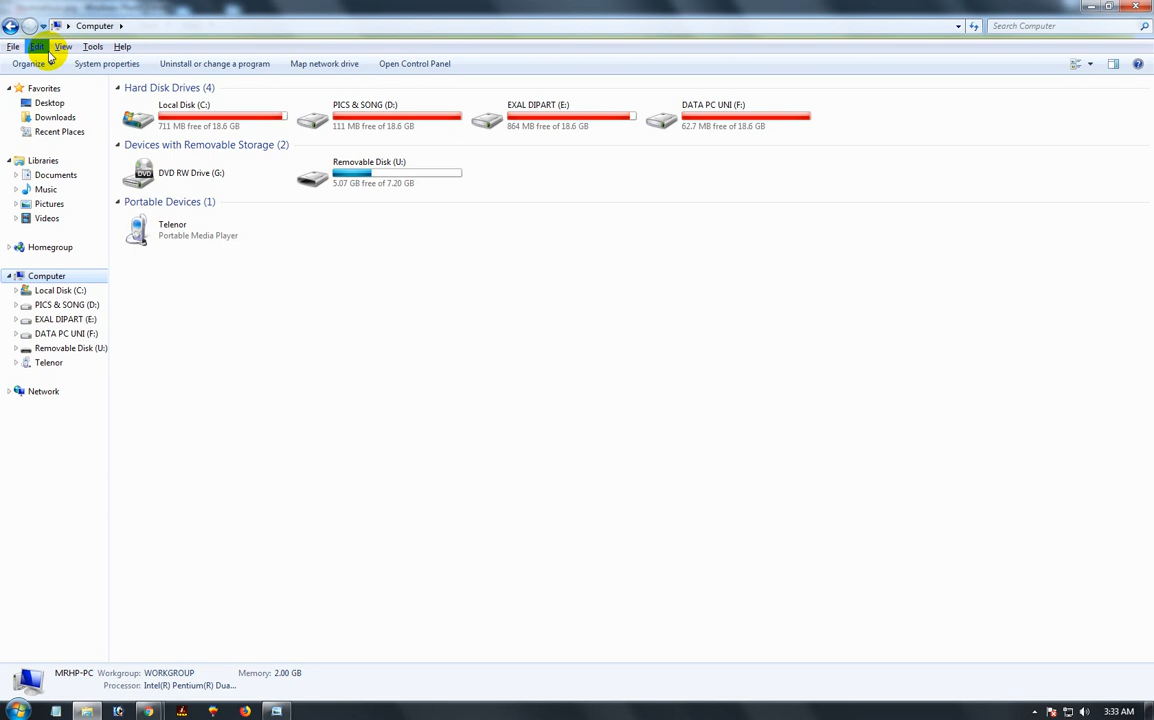 Computer
Search Computer
File Edit View Tools Help
Organize System properties Uninstall or change a program Map network drive Open Control Panel
Favorites
Desktop
Downloads
Recent Places
Libraries
Documents
Music
Pictures
Videos
Homegroup
Computer
Local Disk (C:)
PICS & SONG (D:)
EXAL DIPART (E:)
DATA PC UNI (F:)
Removable Disk (U:)
Telenor
Network
Hard Disk Drives (4)
Local Disk (C:)
711 MB free of 18.6 GB
PICS & SONG (D:)
111 MB free of 18.6 GB
EXAL DIPART (E:)
864 MB free of 18.6 GB
DATA PC UNI (F:)
62.7 MB free of 18.6 GB
Devices with Removable Storage (2)
DVD
DVD RW Drive (G:)
Removable Disk (U:)
5.07 GB free of 7.20 GB
Portable Devices (1)
Telenor
Portable Media Player
MRHP-PC Workgroup: WORKGROUP Memory: 2.00 GB
Processor: Intel(R) Pentium(R) Dua...
3:33 AM